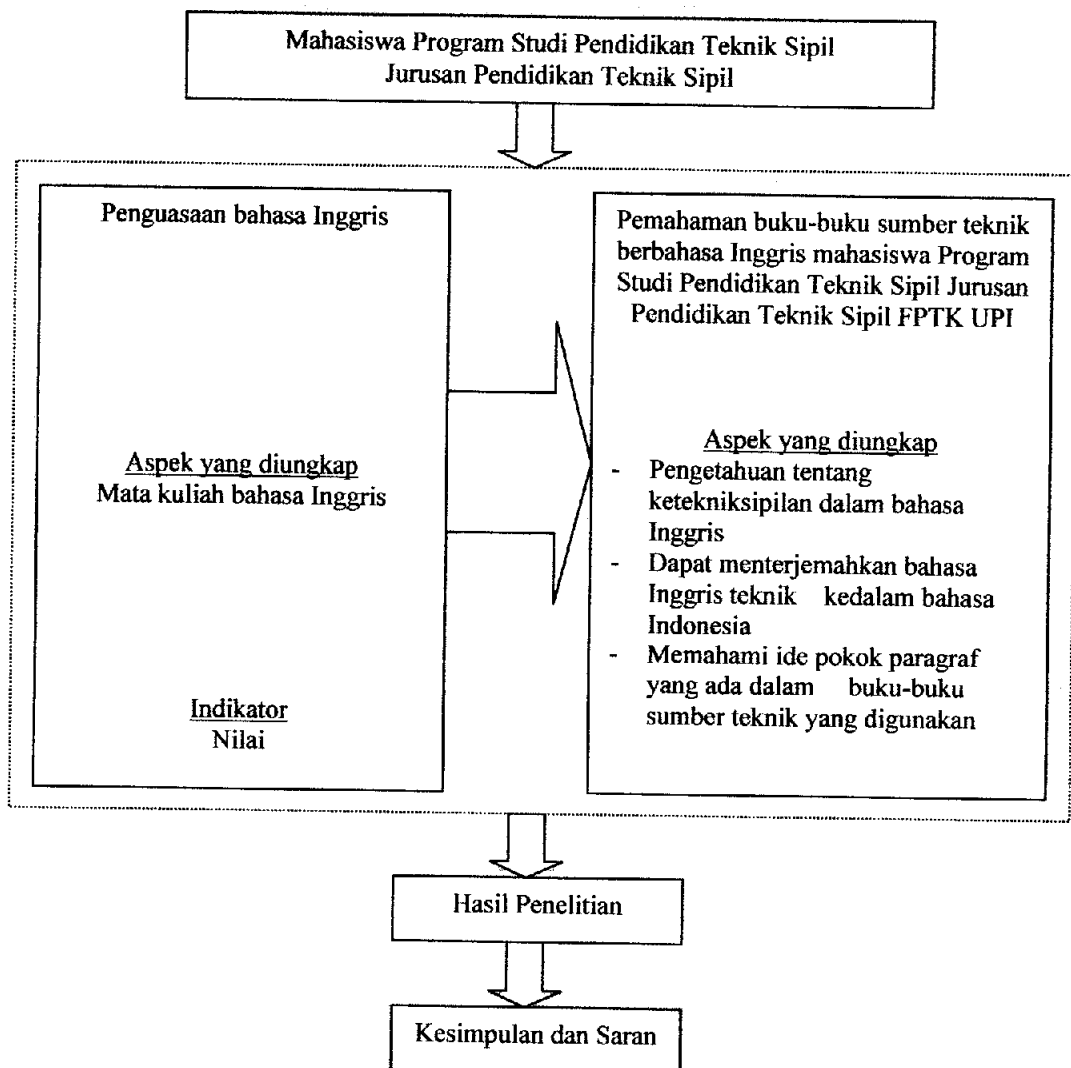 Mahasiswa Program Studi Pendidikan Teknik Sipil
Jurusan Pendidikan Teknik Sipil
Penguasaan bahasa Inggris
Aspek yang diungkap
Mata kuliah bahasa Inggris
Indikator
Nilai
Pemahaman buku-buku sumber teknik
berbahasa Inggris mahasiswa Program
Studi Pendidikan Teknik Sipil Jurusan
Pendidikan Teknik Sipil FPTK UPI
Aspek yang diungkap
- Pengetahuan tentang
ketekniksipilan dalam bahasa
Inggris
- Dapat menterjemahkan bahasa
Inggris teknik kedalam bahasa
Indonesia
- Memahami ide pokok paragraf
yang ada dalam buku-buku
sumber teknik yang digunakan
Hasil Penelitian
Kesimpulan dan Saran